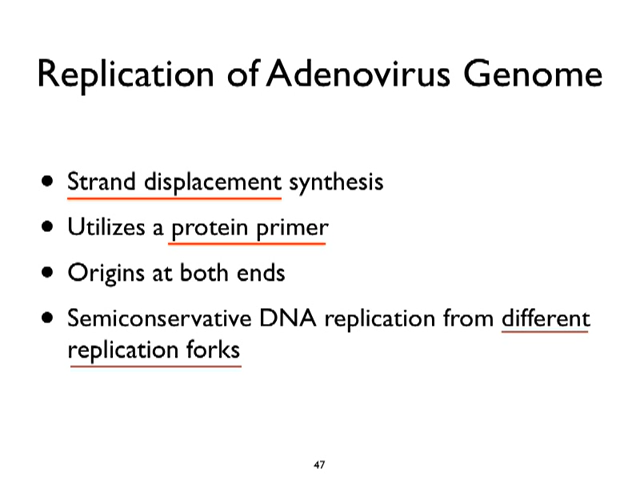 Replication of Adenovirus Genome
• Strand displacement synthesis
• Utilizes a protein primer
• Origins at both ends
• Semiconservative DNA replication from different
replication forks
47